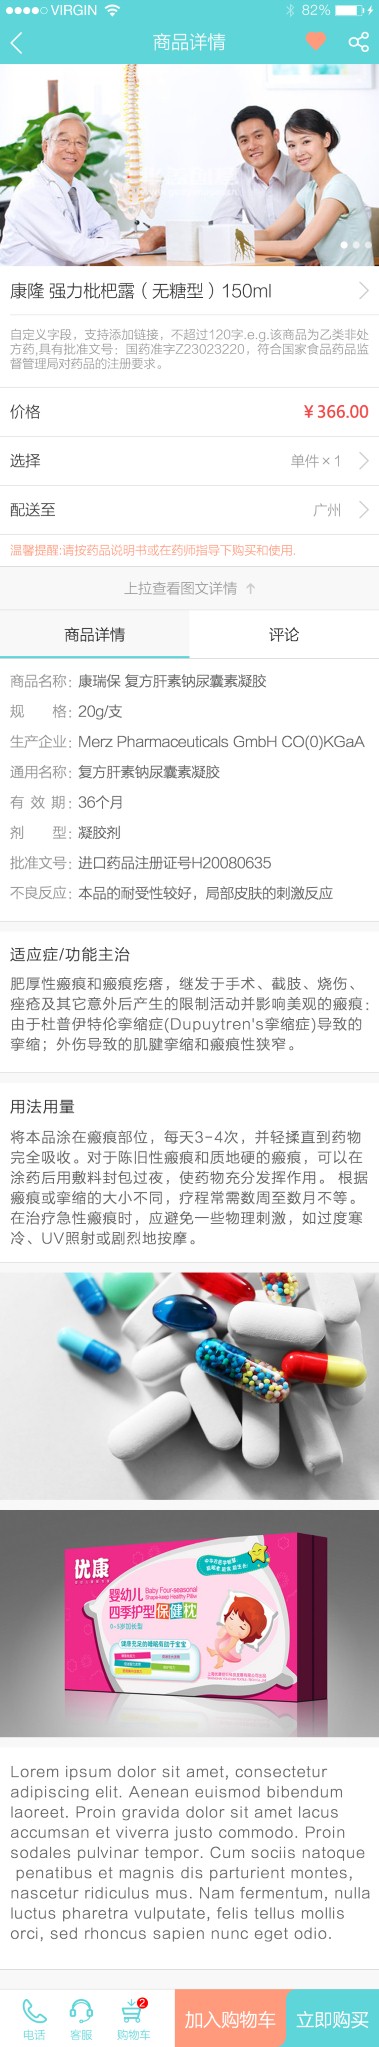 VIRGIN 82%
商品详情
康隆 强力枇杷露（无糖型）150ml
自定义字段，支持添加链接，不超过120字.e.g.该商品为乙类非处
方药,具有批准文号：国药准字Z23023220，符合国家食品药品监
督管理局对药品的注册要求。
价格 ¥366.00
选择 单件×1
配送至 广州
温馨提醒:请按药品说明书或在药师指导下购买和使用.
上拉查看图文详情
商品详情 评论
商品名称: 康瑞保 复方肝素钠尿囊素凝胶
规 格: 20g/支
生产企业: Merz Pharmaceuticals GmbH CO(0)KGaA
通用名称: 复方肝素钠尿囊素凝胶
有 效 期: 36个月
剂 型: 凝胶剂
批准文号: 进口药品注册证号H20080635
不良反应: 本品的耐受性较好，局部皮肤的刺激反应
适应症/功能主治
肥厚性瘢痕和瘢痕疙瘩，继发于手术、截肢、烧伤、
痤疮及其它意外后产生的限制活动并影响美观的瘢痕：
由于杜普伊特伦挛缩症(Dupuytren's挛缩症)导致的
挛缩；外伤导致的肌腱挛缩和瘢痕性狭窄。
用法用量
将本品涂在瘢痕部位，每天3-4次，并轻揉直到药物
完全吸收。对于陈旧性瘢痕和质地硬的瘢痕，可以在
涂药后用敷料封包过夜，使药物充分发挥作用。 根据
瘢痕或挛缩的大小不同，疗程常需数周至数月不等。
在治疗急性瘢痕时，应避免一些物理刺激，如过度寒
冷、UV照射或剧烈地按摩。
优康
婴幼儿 Baby Four-seasonal
四季护型保健枕 Shape keep Healthy Pillow
0-3岁加长型
健康充足的睡眠有助于宝宝
Lorem ipsum dolor sit amet, consectetur
adipiscing elit. Aenean euismod bibendum
laoreet. Proin gravida dolor sit amet lacus
accumsan et viverra justo commodo. Proin
sodales pulvinar tempor. Cum sociis natoque
penatibus et magnis dis parturient montes,
nascetur ridiculus mus. Nam fermentum, nulla
luctus pharetra vulputate, felis tellus mollis
orci, sed rhoncus sapien nunc eget odio.
2
电话 客服 购物车 加入购物车 立即购买